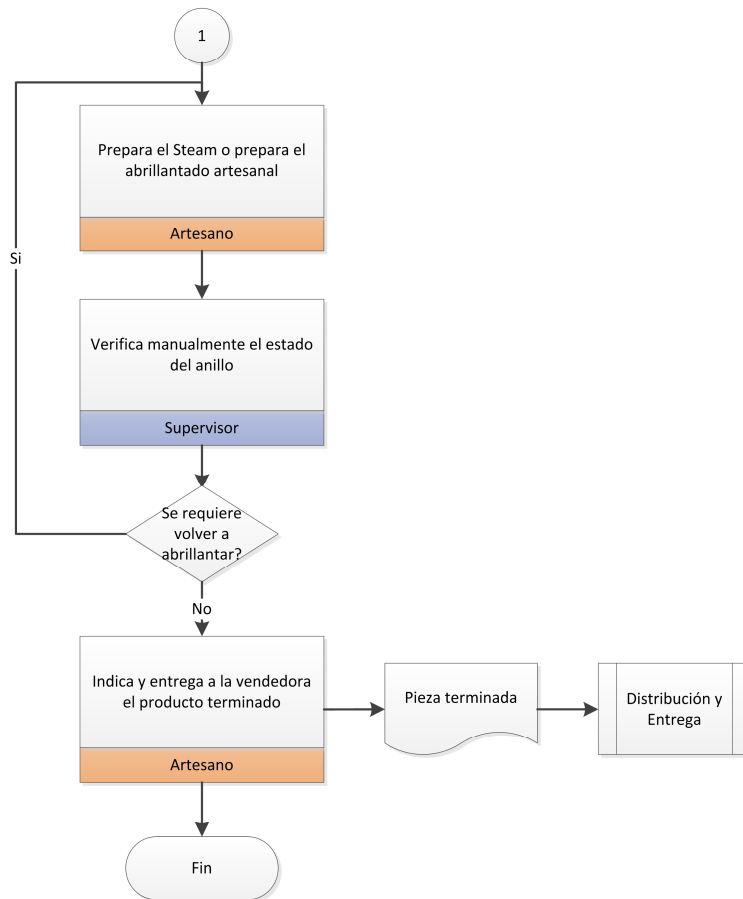 1
Prepara el Steam o prepara el
abrillantado artesanal
Artesano
Si
Verifica manualmente el estado
del anillo
Supervisor
Se requiere
volver a
abrillantar?
No
Indica y entrega a la vendedora
el producto terminado
Artesano
Pieza terminada
Distribución y
Entrega
Fin